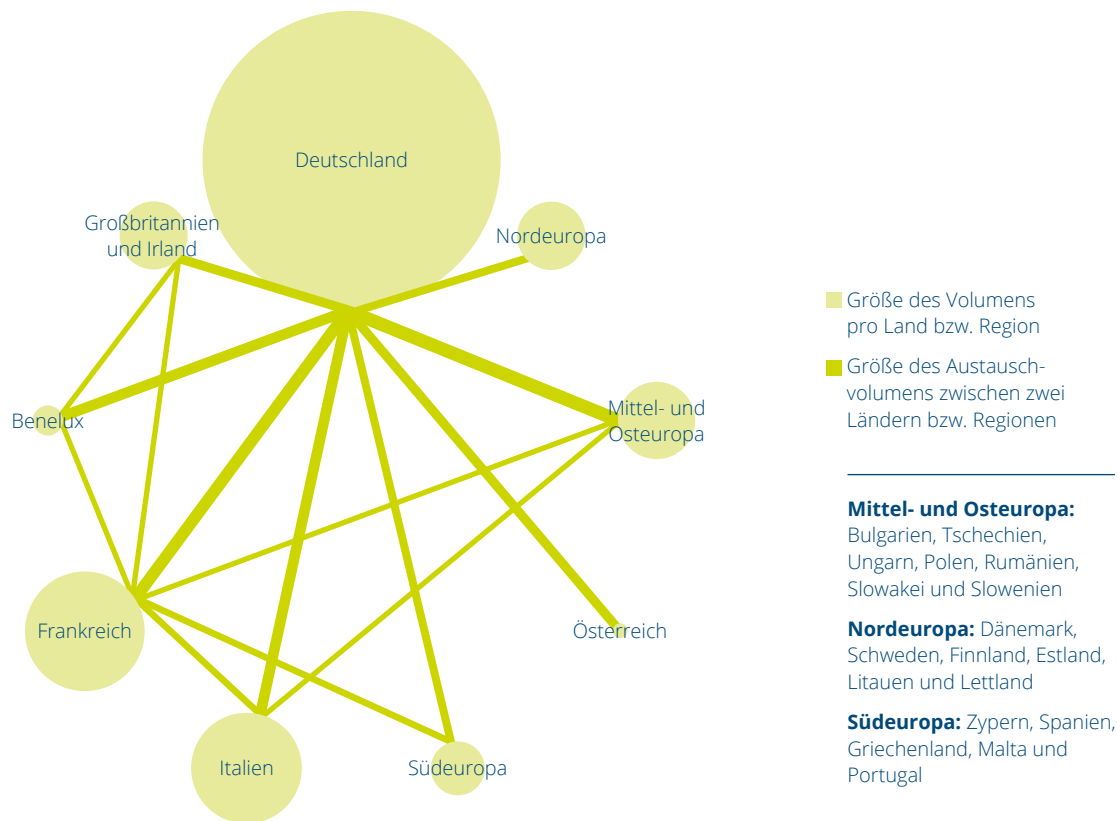 Deutschland
Großbritannien
und Irland
Nordeuropa
Benelux
Mittel- und
Osteuropa
Frankreich
Österreich
Italien
Südeuropa
Größe des Volumens
pro Land bzw. Region
Größe des Austausch-
volumens zwischen zwei
Ländern bzw. Regionen
Mittel- und Osteuropa:
Bulgarien, Tschechien,
Ungarn, Polen, Rumänien,
Slowakei und Slowenien
Nordeuropa: Dänemark,
Schweden, Finnland, Estland,
Litauen und Lettland
Südeuropa: Zypern, Spanien,
Griechenland, Malta und
Portugal